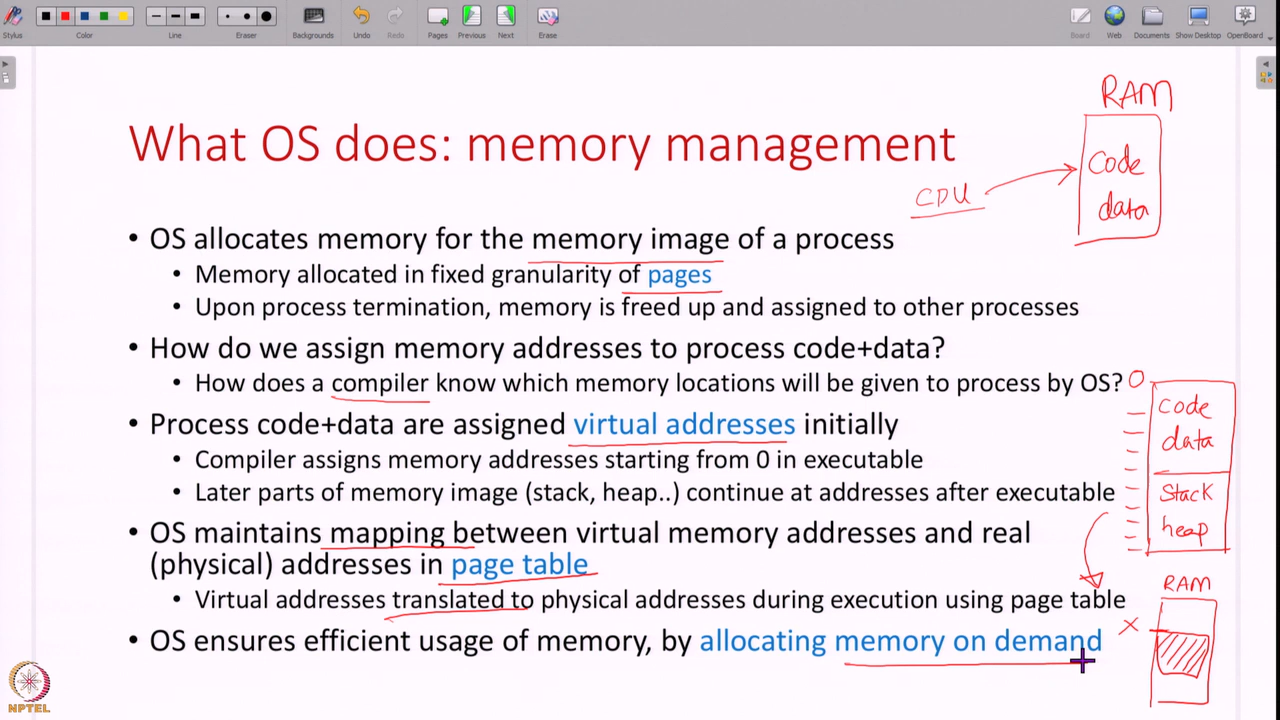 Stylus
Color
Line
Eraser
Backgrounds
Undo
Redo
Pages
Previous
Next
Erase
Board
Web
Documents
Show Desktop
OpenBoard
RAM
What OS does: memory management
code
data
CPU
• OS allocates memory for the memory image of a process
• Memory allocated in fixed granularity of pages
• Upon process termination, memory is freed up and assigned to other processes
• How do we assign memory addresses to process code+data?
• How does a compiler know which memory locations will be given to process by OS?
0
code
data
stack
heap
• Process code+data are assigned virtual addresses initially
• Compiler assigns memory addresses starting from 0 in executable
• Later parts of memory image (stack, heap..) continue at addresses after executable
• OS maintains mapping between virtual memory addresses and real
(physical) addresses in page table
• Virtual addresses translated to physical addresses during execution using page table
• OS ensures efficient usage of memory, by allocating memory on demand
RAM
X
NPTEL